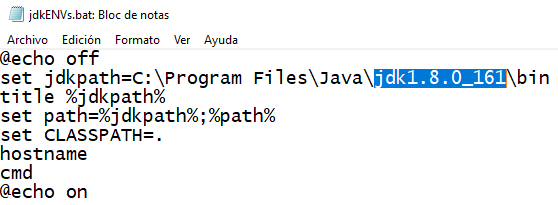 jdkENVs.bat: Bloc de notas
Archivo Edición Formato Ver Ayuda
@echo off
set jdkpath=C:\Program Files\Java\jdk1.8.0_161\bin
title %jdkpath%
set path=%jdkpath%;%path%
set CLASSPATH=.
hostname
cmd
@echo on